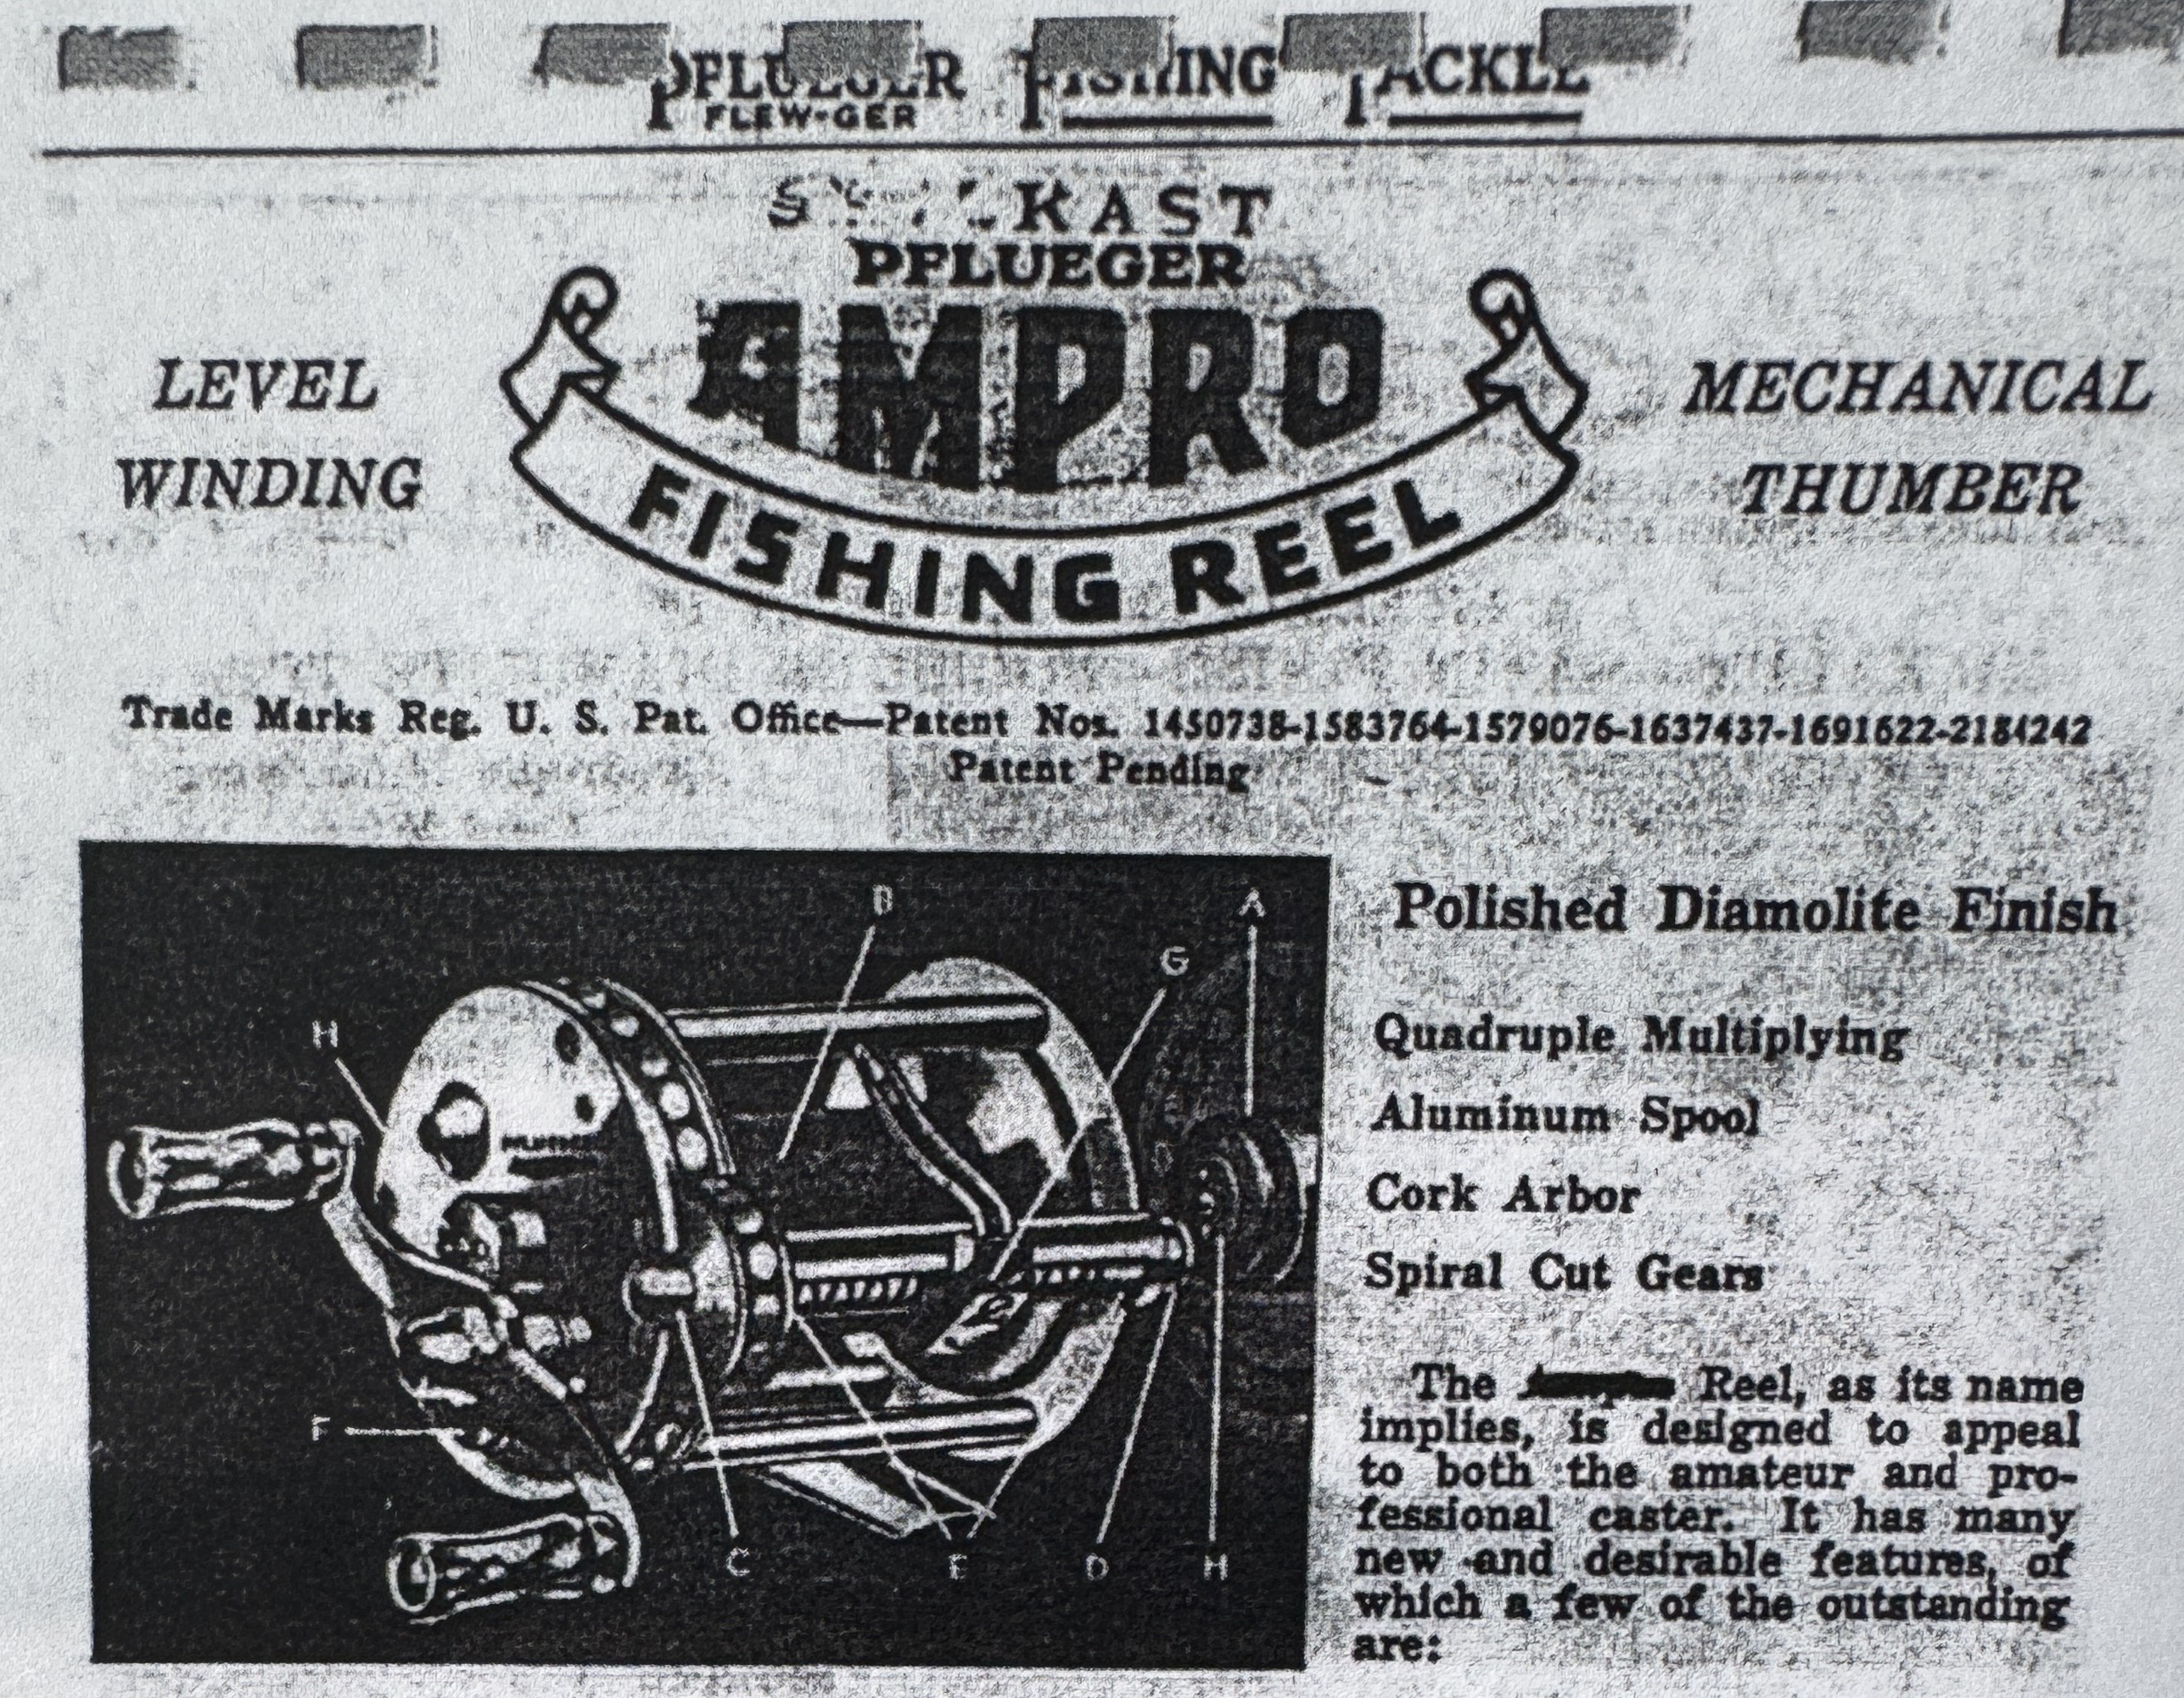 PFLUEGER FISHING TACKLE
FLEW-GER
KAST
PFLUEGER
AMPRO
FISHING REEL
LEVEL
WINDING
MECHANICAL
THUMBER
Trade Marks Reg. U. S. Pat. Office—Patent Nos. 1450738-1583764-1579076-1637437-1691622-2184242
Patent Pending
B
A
G
H
F
C
E
D
H
PFLUEGER
Polished Diamolite Finish
Quadruple Multiplying
Aluminum Spool
Cork Arbor
Spiral Cut Gears
The Reel, as its name
implies, is designed to appeal
to both the amateur and pro-
fessional caster. It has many
new and desirable features, of
which a few of the outstanding
are: